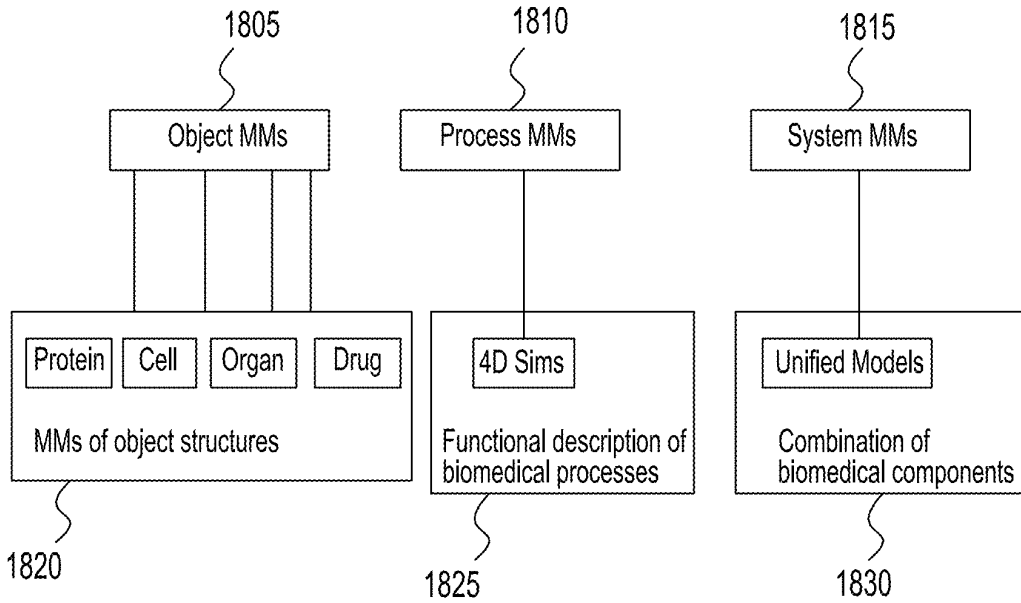 1805
1810
1815
Object MMs
Process MMs
System MMs
Protein
Cell
Organ
Drug
4D Sims
Unified Models
MMs of object structures
Functional description of
biomedical processes
Combination of
biomedical components
1820
1825
1830